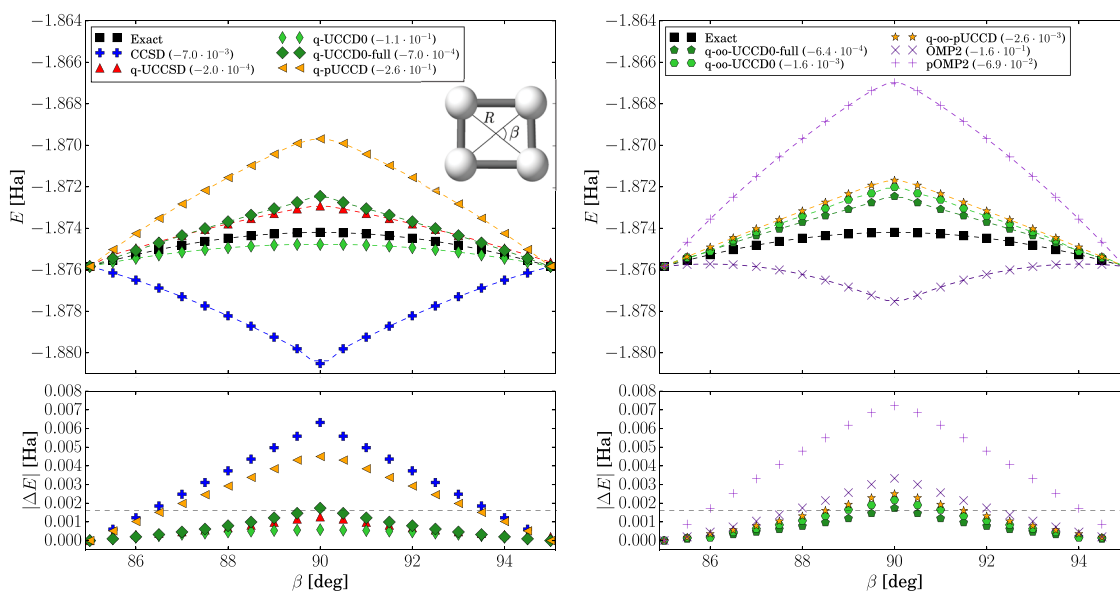 −1.864
−1.866
−1.868
−1.870
−1.872
−1.874
−1.876
−1.878
−1.880
E [Ha]
Exact
CCSD (−7.0 · 10⁻³)
q-UCCSD (−2.0 · 10⁻⁴)
q-UCCD0 (−1.1 · 10⁻¹)
q-UCCD0-full (−7.0 · 10⁻⁴)
q-pUCCD (−2.6 · 10⁻¹)
R
β
0.008
0.007
0.006
0.005
0.004
0.003
0.002
0.001
0.000
|ΔE| [Ha]
86
88
90
92
94
β [deg]
−1.864
−1.866
−1.868
−1.870
−1.872
−1.874
−1.876
−1.878
−1.880
E [Ha]
Exact
q-oo-UCCD0-full (−6.4 · 10⁻⁴)
q-oo-UCCD0 (−1.6 · 10⁻³)
q-oo-pUCCD (−2.6 · 10⁻³)
OMP2 (−1.6 · 10⁻¹)
pOMP2 (−6.9 · 10⁻²)
0.008
0.007
0.006
0.005
0.004
0.003
0.002
0.001
0.000
|ΔE| [Ha]
86
88
90
92
94
β [deg]